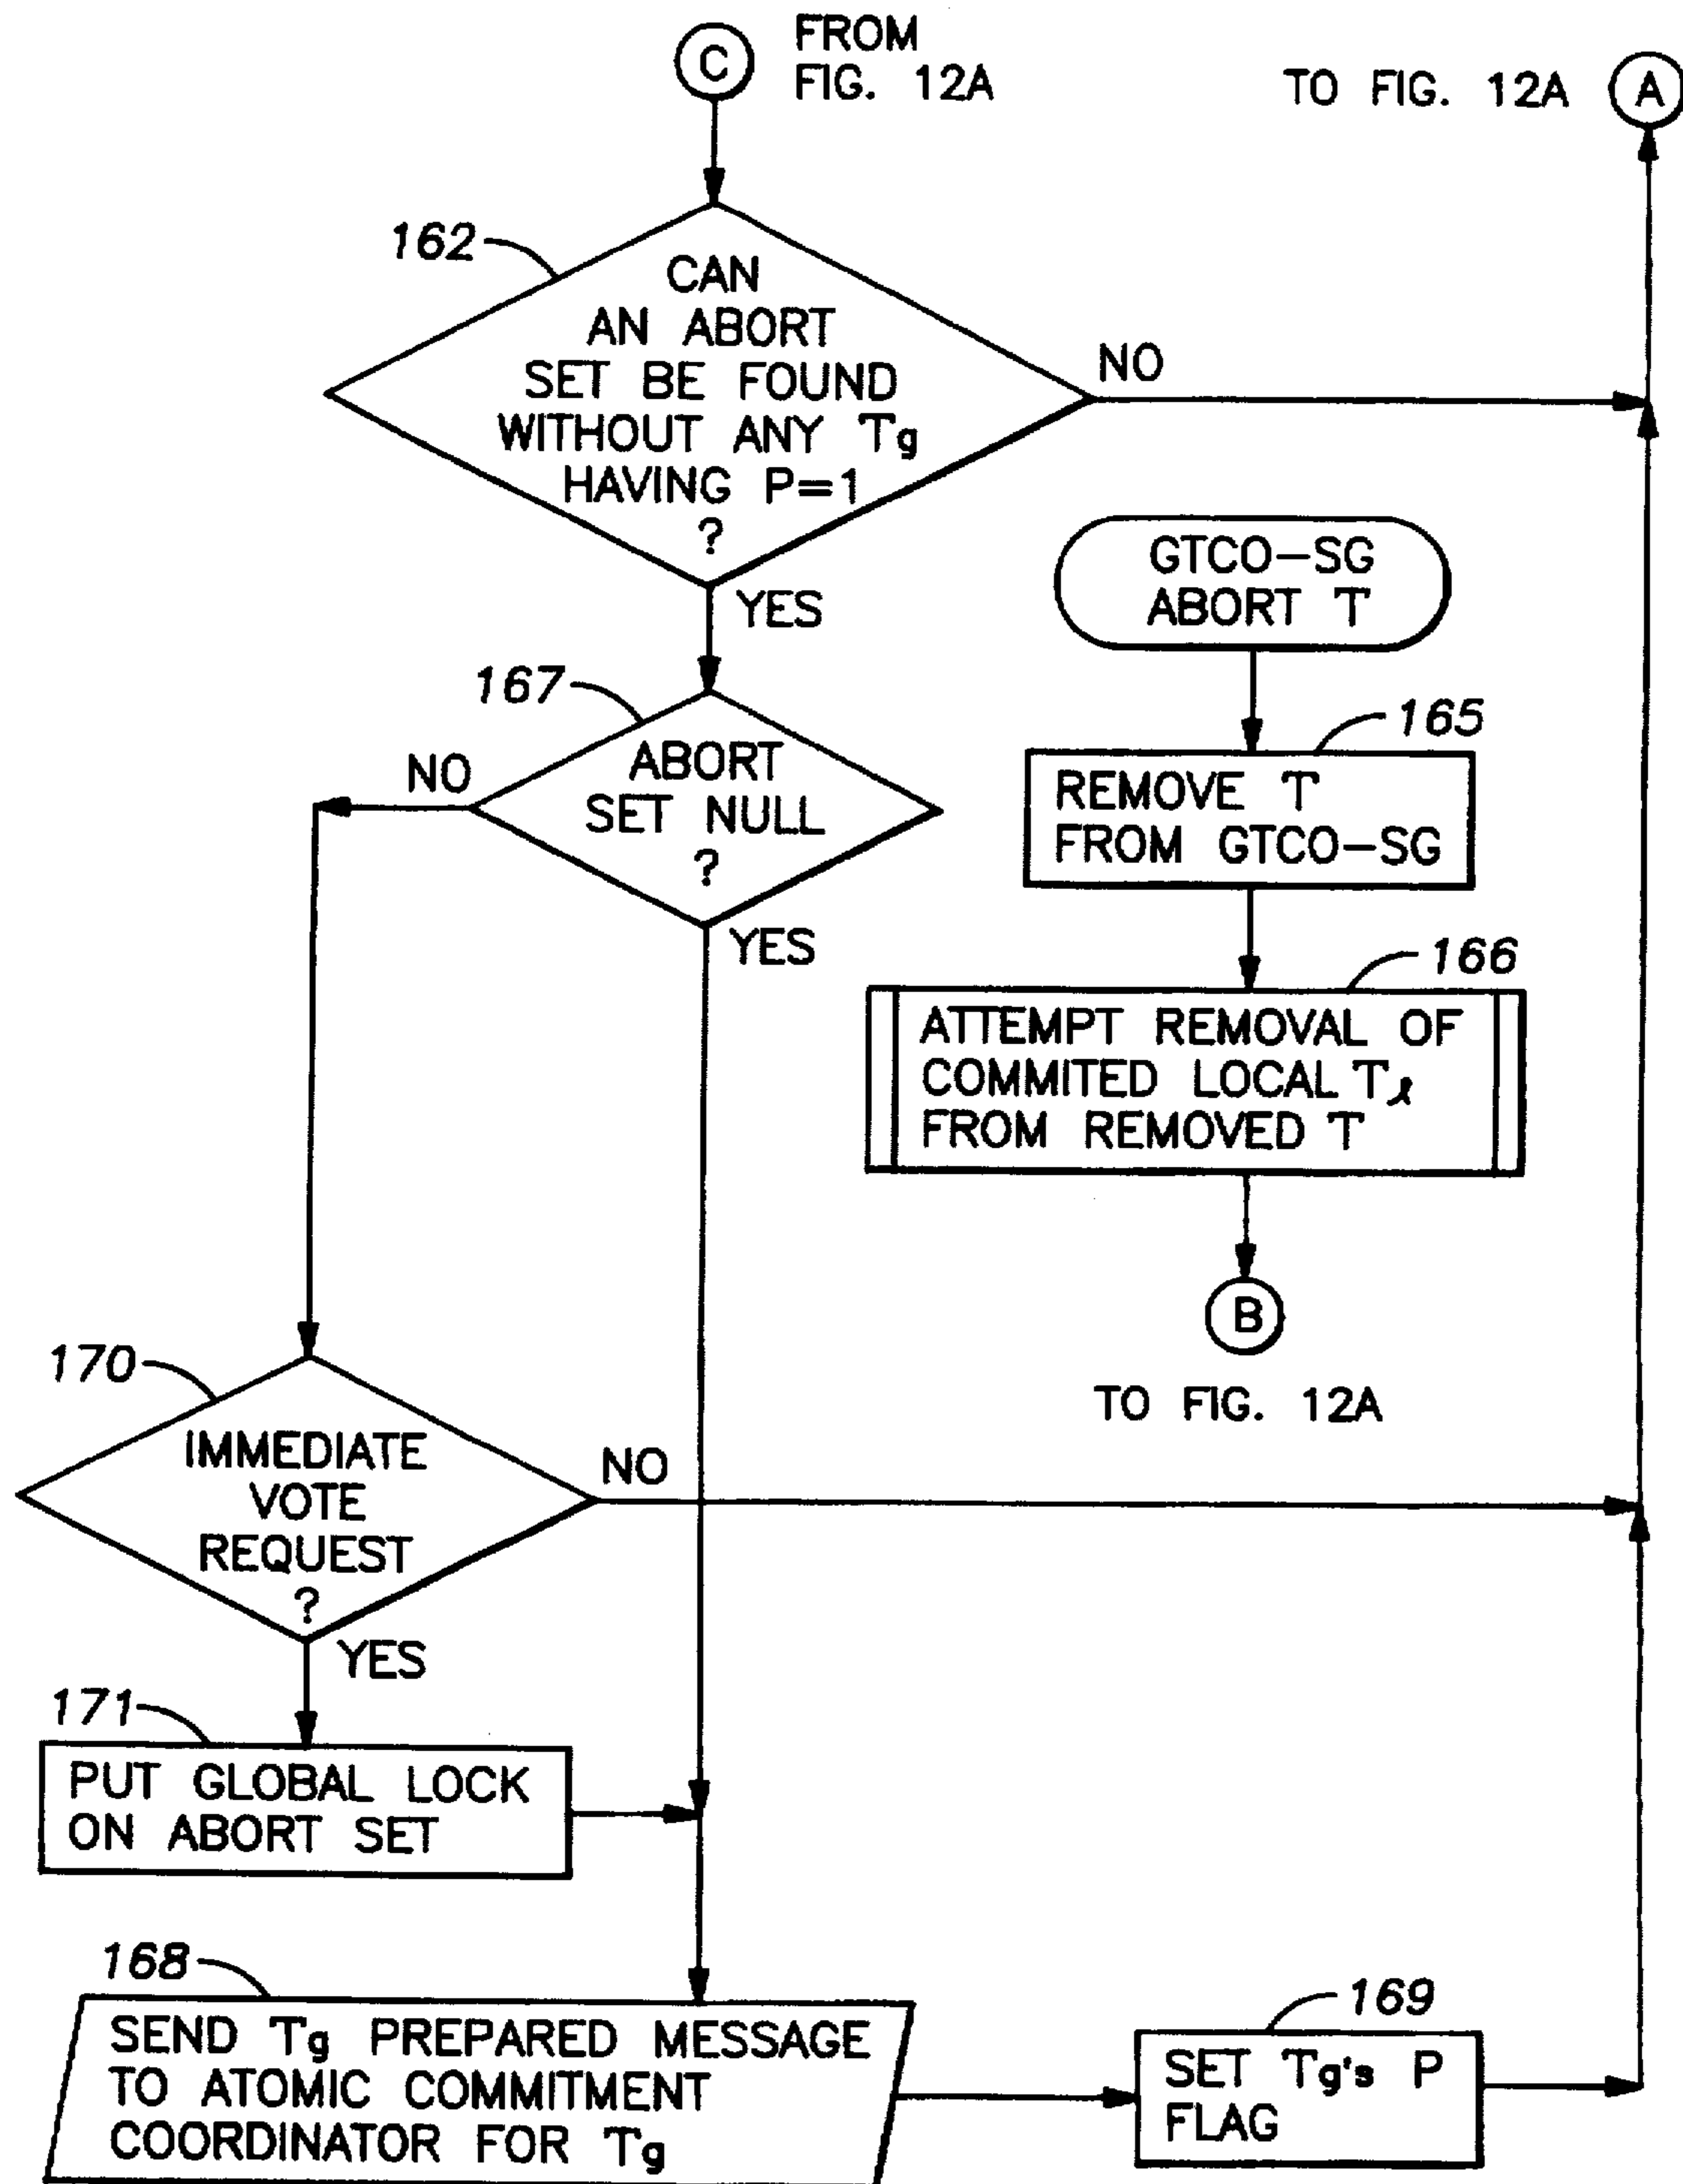 C
FROM
FIG. 12A
TO FIG. 12A
A
162
CAN
AN ABORT
SET BE FOUND
WITHOUT ANY Tg
HAVING P=1
?
NO
YES
GTCO-SG
ABORT T
167
ABORT
SET NULL
?
NO
YES
165
REMOVE T
FROM GTCO-SG
166
ATTEMPT REMOVAL OF
COMMITED LOCAL Tℓ
FROM REMOVED T
B
TO FIG. 12A
170
IMMEDIATE
VOTE
REQUEST
?
NO
YES
171
PUT GLOBAL LOCK
ON ABORT SET
168
SEND Tg PREPARED MESSAGE
TO ATOMIC COMMITMENT
COORDINATOR FOR Tg
169
SET Tg's P
FLAG